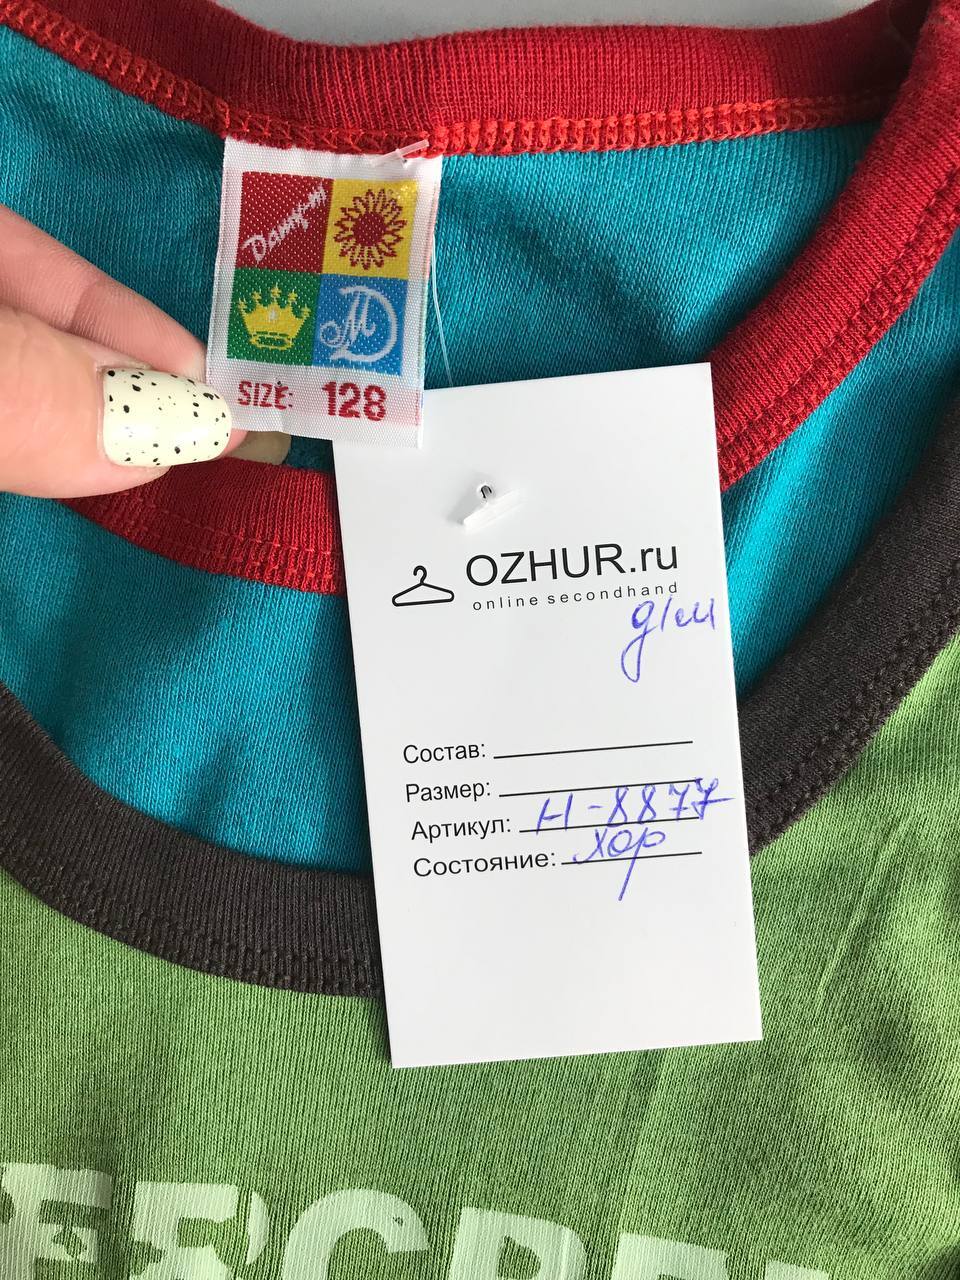 SIZE: 128
OZHUR.ru
online secondhand
д/м
Состав:
Размер:
Артикул: Н-8877
Состояние: хор